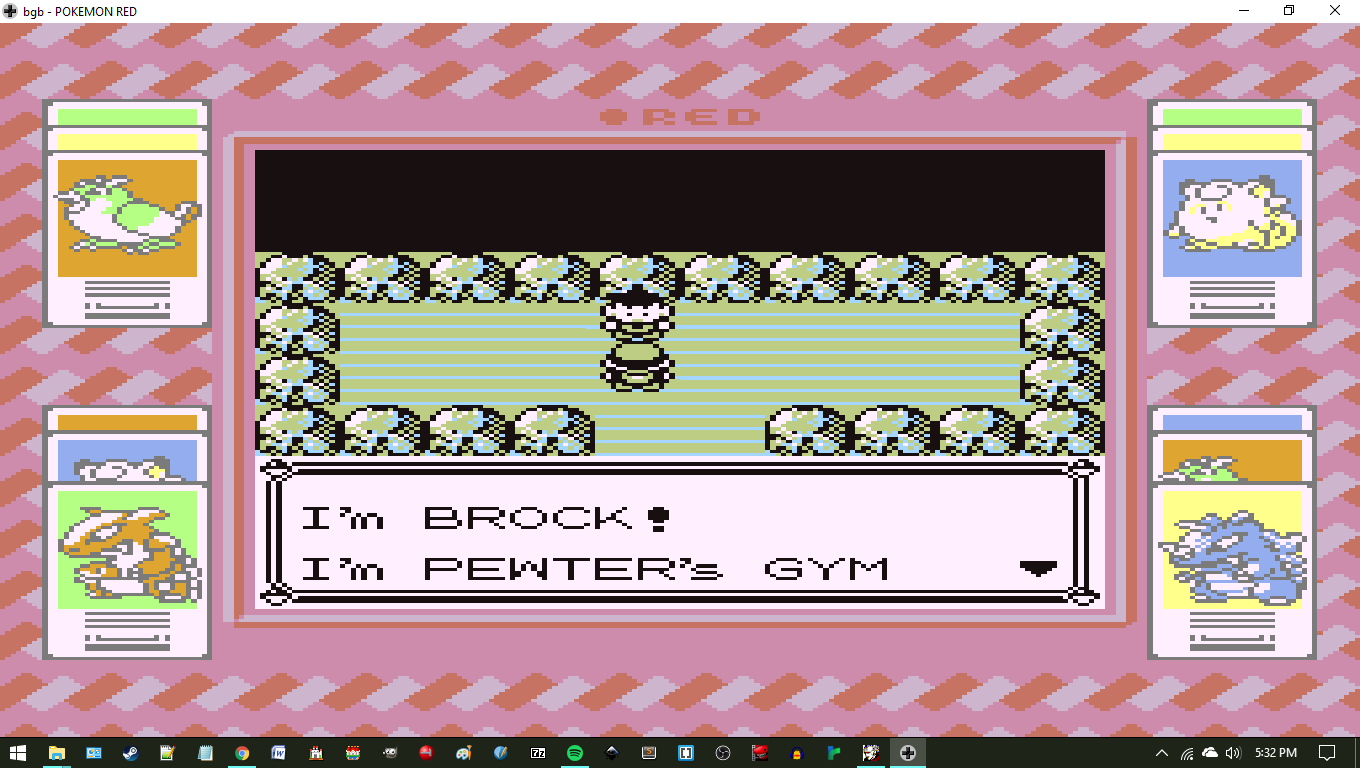 bgb - POKEMON RED
RED
I'm BROCK!
I'm PEWTER's GYM
5:32 PM